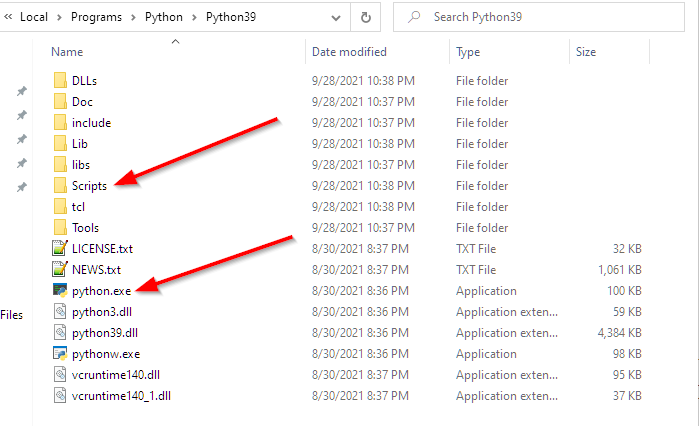 « Local > Programs > Python > Python39 Search Python39
Name Date modified Type Size
DLLs 9/28/2021 10:38 PM File folder
Doc 9/28/2021 10:37 PM File folder
include 9/28/2021 10:37 PM File folder
Lib 9/28/2021 10:38 PM File folder
libs 9/28/2021 10:37 PM File folder
Scripts 9/28/2021 10:38 PM File folder
tcl 9/28/2021 10:38 PM File folder
Tools 9/28/2021 10:37 PM File folder
LICENSE.txt 8/30/2021 8:37 PM TXT File 32 KB
NEWS.txt 8/30/2021 8:37 PM TXT File 1,061 KB
python.exe 8/30/2021 8:36 PM Application 100 KB
Files python3.dll 8/30/2021 8:36 PM Application exten... 59 KB
python39.dll 8/30/2021 8:36 PM Application exten... 4,384 KB
pythonw.exe 8/30/2021 8:36 PM Application 98 KB
vcruntime140.dll 8/30/2021 8:37 PM Application exten... 95 KB
vcruntime140_1.dll 8/30/2021 8:37 PM Application exten... 37 KB